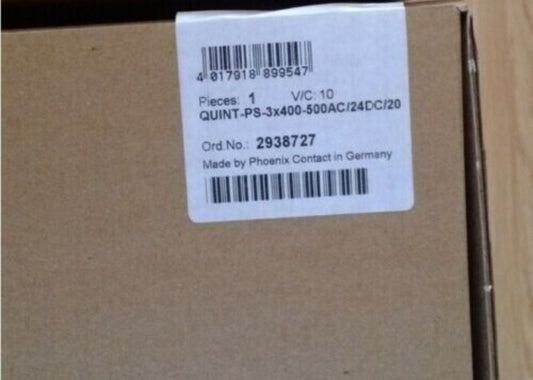 4 017918 899547
Pieces: 1 V/C: 10
QUINT-PS-3x400-500AC/24DC/20
Ord.No.: 2938727
Made by Phoenix Contact in Germany